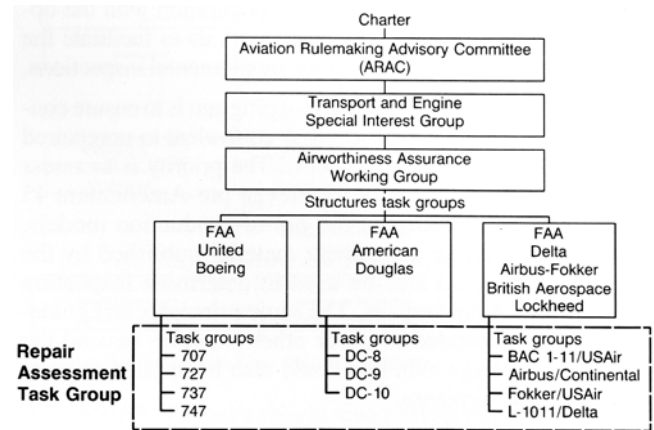 Charter
Aviation Rulemaking Advisory Committee
(ARAC)
Transport and Engine
Special Interest Group
Airworthiness Assurance
Working Group
Structures task groups
FAA
United
Boeing
FAA
American
Douglas
FAA
Delta
Airbus-Fokker
British Aerospace
Lockheed
Repair
Assessment
Task Group
Task groups
707
727
737
747
Task groups
DC-8
DC-9
DC-10
Task groups
BAC 1-11/USAir
Airbus/Continental
Fokker/USAir
L-1011/Delta